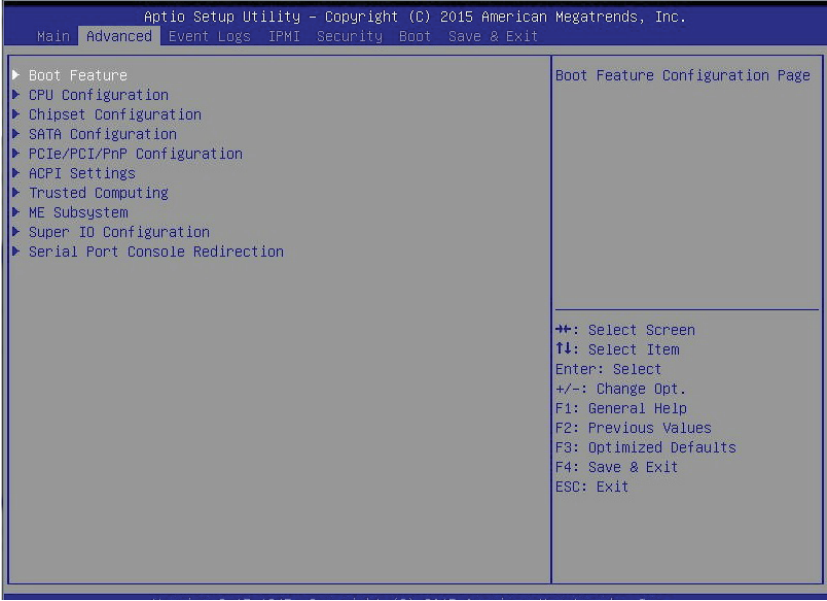 Aptio Setup Utility – Copyright (C) 2015 American Megatrends, Inc.
Main Advanced Event Logs IPMI Security Boot Save & Exit
Boot Feature
CPU Configuration
Chipset Configuration
SATA Configuration
PCIe/PCI/PnP Configuration
ACPI Settings
Trusted Computing
ME Subsystem
Super IO Configuration
Serial Port Console Redirection
Boot Feature Configuration Page
→←: Select Screen
↑↓: Select Item
Enter: Select
+/-: Change Opt.
F1: General Help
F2: Previous Values
F3: Optimized Defaults
F4: Save & Exit
ESC: Exit